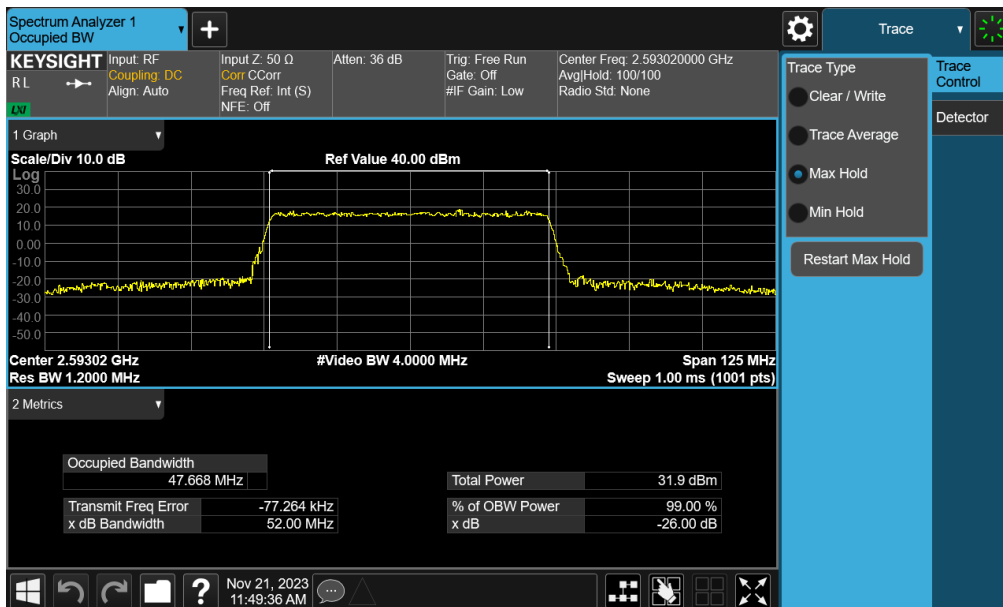 Spectrum Analyzer 1
Occupied BW
+
Trace
KEYSIGHT
R L
LXI
Input: RF
Coupling: DC
Align: Auto
Input Z: 50 Ω
Corr CCorr
Freq Ref: Int (S)
NFE: Off
Atten: 36 dB
Trig: Free Run
Gate: Off
#IF Gain: Low
Center Freq: 2.593020000 GHz
Avg|Hold: 100/100
Radio Std: None
Trace Type
Clear / Write
Trace Average
Max Hold
Min Hold
Restart Max Hold
Trace
Control
Detector
1 Graph
Scale/Div 10.0 dB
Ref Value 40.00 dBm
Log
30.0
20.0
10.0
0.00
-10.0
-20.0
-30.0
-40.0
-50.0
Center 2.59302 GHz
#Video BW 4.0000 MHz
Span 125 MHz
Res BW 1.2000 MHz
Sweep 1.00 ms (1001 pts)
2 Metrics
Occupied Bandwidth
47.668 MHz
Total Power 31.9 dBm
Transmit Freq Error -77.264 kHz
% of OBW Power 99.00 %
x dB Bandwidth 52.00 MHz
x dB -26.00 dB
?
Nov 21, 2023
11:49:36 AM